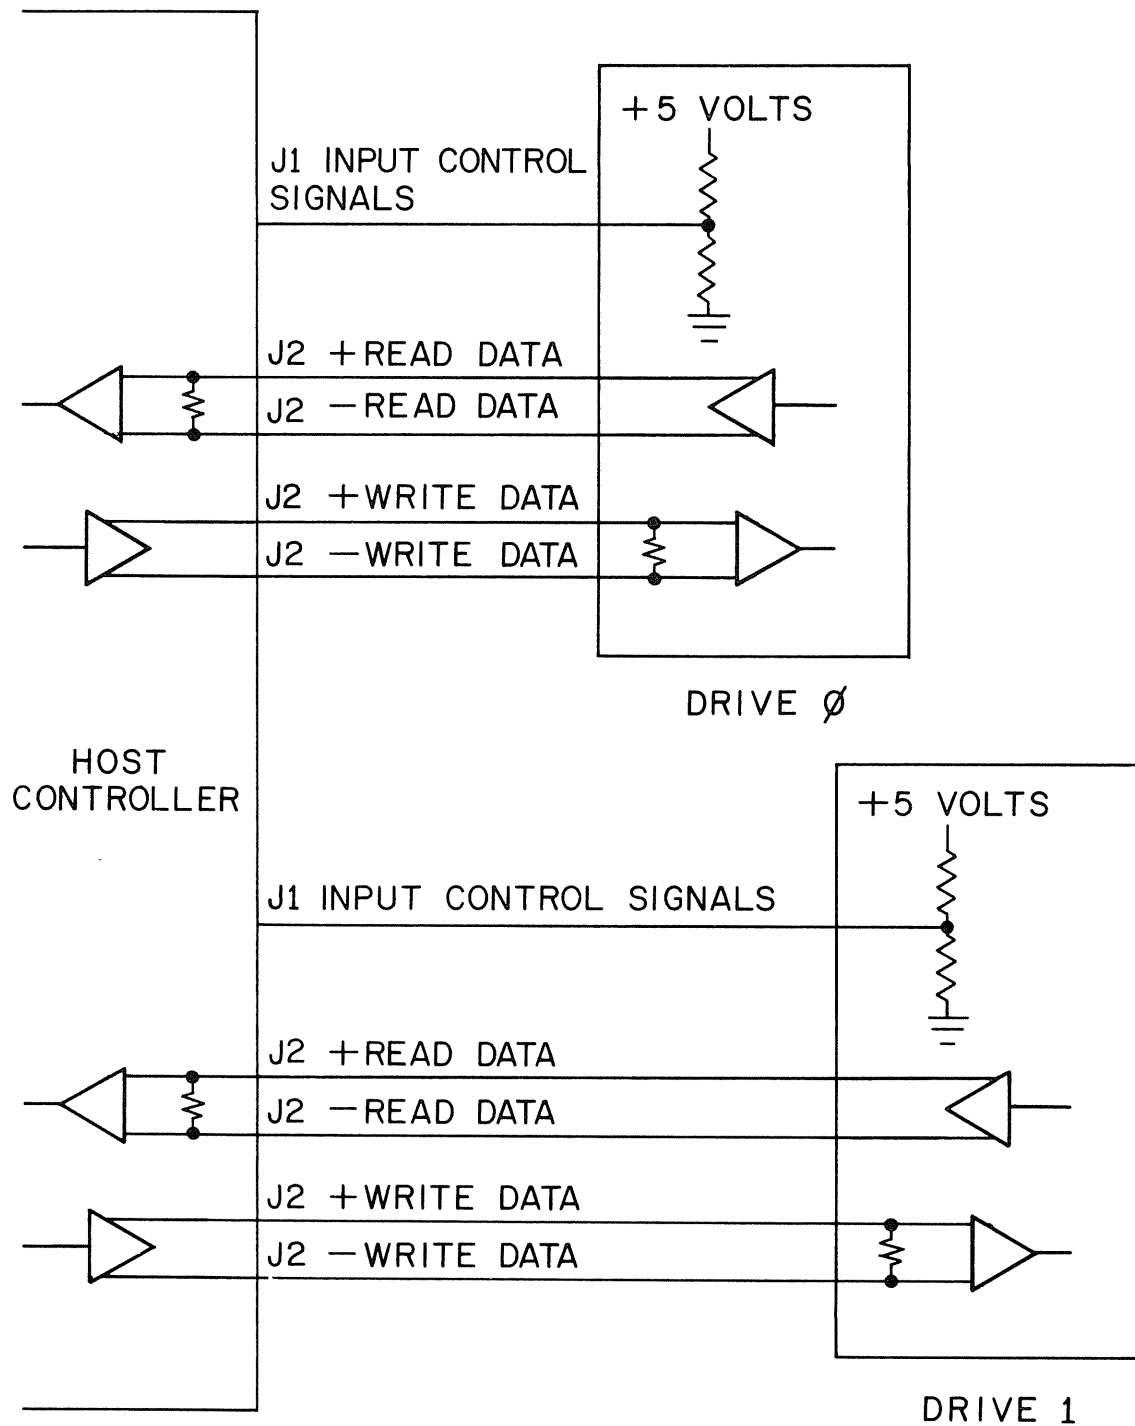 +5 VOLTS
J1 INPUT CONTROL
SIGNALS
J2 +READ DATA
J2 -READ DATA
J2 +WRITE DATA
J2 -WRITE DATA
DRIVE Ø
HOST
CONTROLLER
+5 VOLTS
J1 INPUT CONTROL SIGNALS
J2 +READ DATA
J2 -READ DATA
J2 +WRITE DATA
J2 -WRITE DATA
DRIVE 1